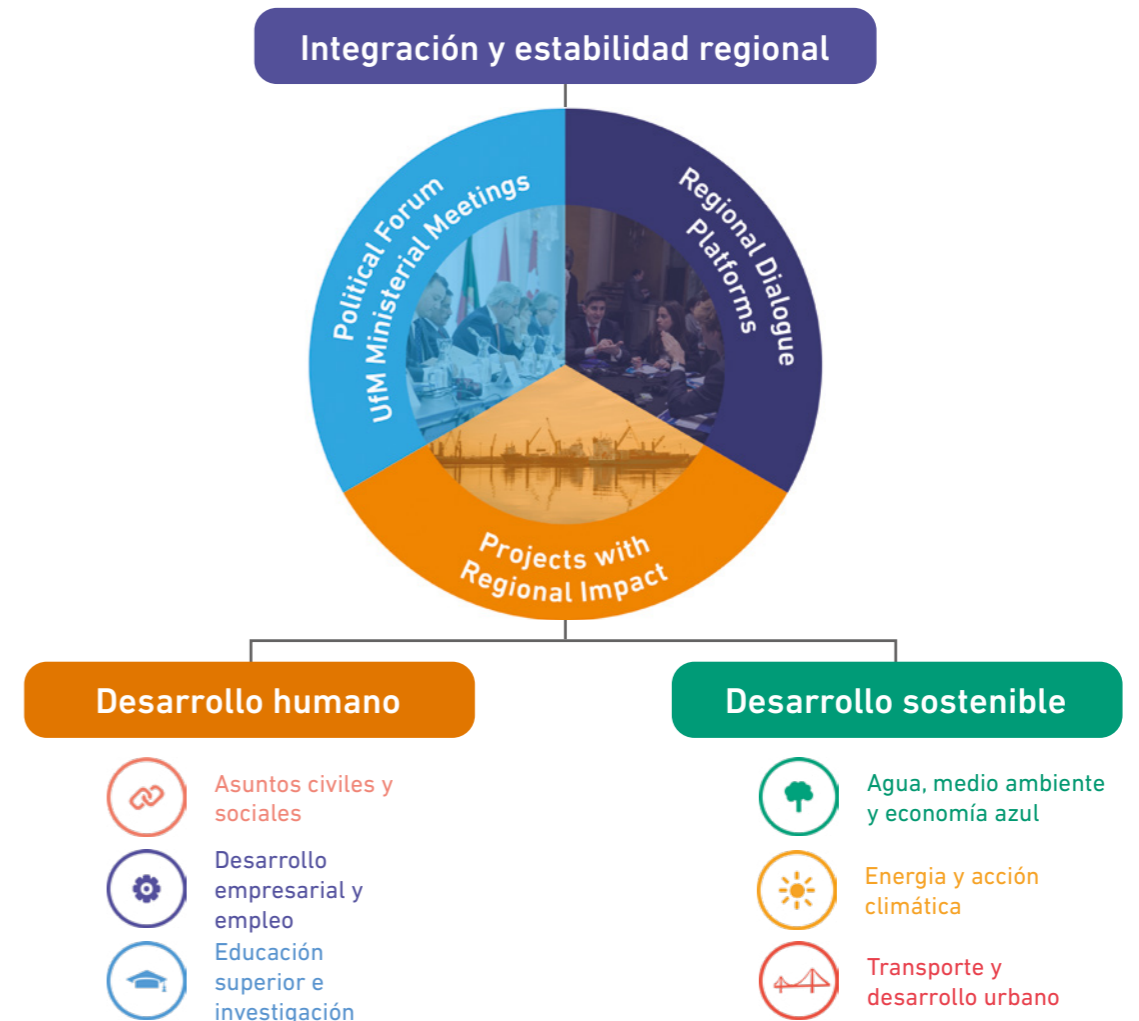 Integración y estabilidad regional
Political Forum
UfM Ministerial Meetings
Regional Dialogue
Platforms
Projects with
Regional Impact
Desarrollo humano
Asuntos civiles y
sociales
Desarrollo
empresarial y
empleo
Educación
superior e
investigación
Desarrollo sostenible
Agua, medio ambiente
y economía azul
Energia y acción
climática
Transporte y
desarrollo urbano